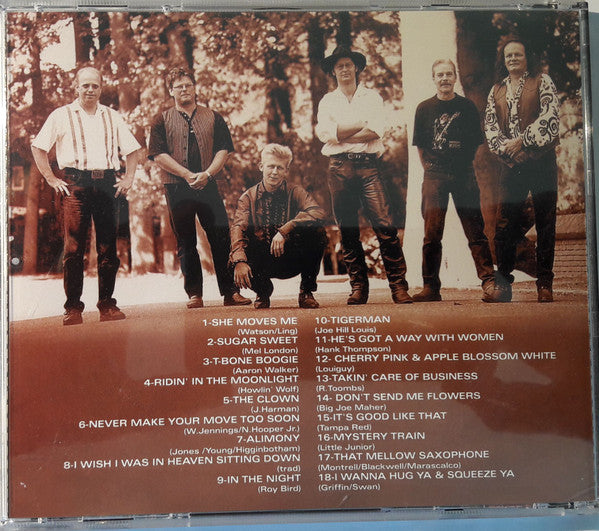 1-SHE MOVES ME
(Watson/Ling)
2-SUGAR SWEET
(Mel London)
3-T-BONE BOOGIE
(Aaron Walker)
4-RIDIN' IN THE MOONLIGHT
(Howlin' Wolf)
5-THE CLOWN
(J.Harman)
6-NEVER MAKE YOUR MOVE TOO SOON
(W.Jennings/N.Hooper Jr.)
7-ALIMONY
(Jones /Young/Higginbotham)
8-I WISH I WAS IN HEAVEN SITTING DOWN
(trad)
9-IN THE NIGHT
(Roy Bird)
10-TIGERMAN
(Joe Hill Louis)
11-HE'S GOT A WAY WITH WOMEN
(Hank Thompson)
12- CHERRY PINK & APPLE BLOSSOM WHITE
(Louiguy)
13-TAKIN' CARE OF BUSINESS
(R.Toombs)
14- DON'T SEND ME FLOWERS
(Big Joe Maher)
15-IT'S GOOD LIKE THAT
(Tampa Red)
16-MYSTERY TRAIN
(Little Junior)
17-THAT MELLOW SAXOPHONE
(Montrell/Blackwell/Marascalco)
18-I WANNA HUG YA & SQUEEZE YA
(Griffin/Swan)